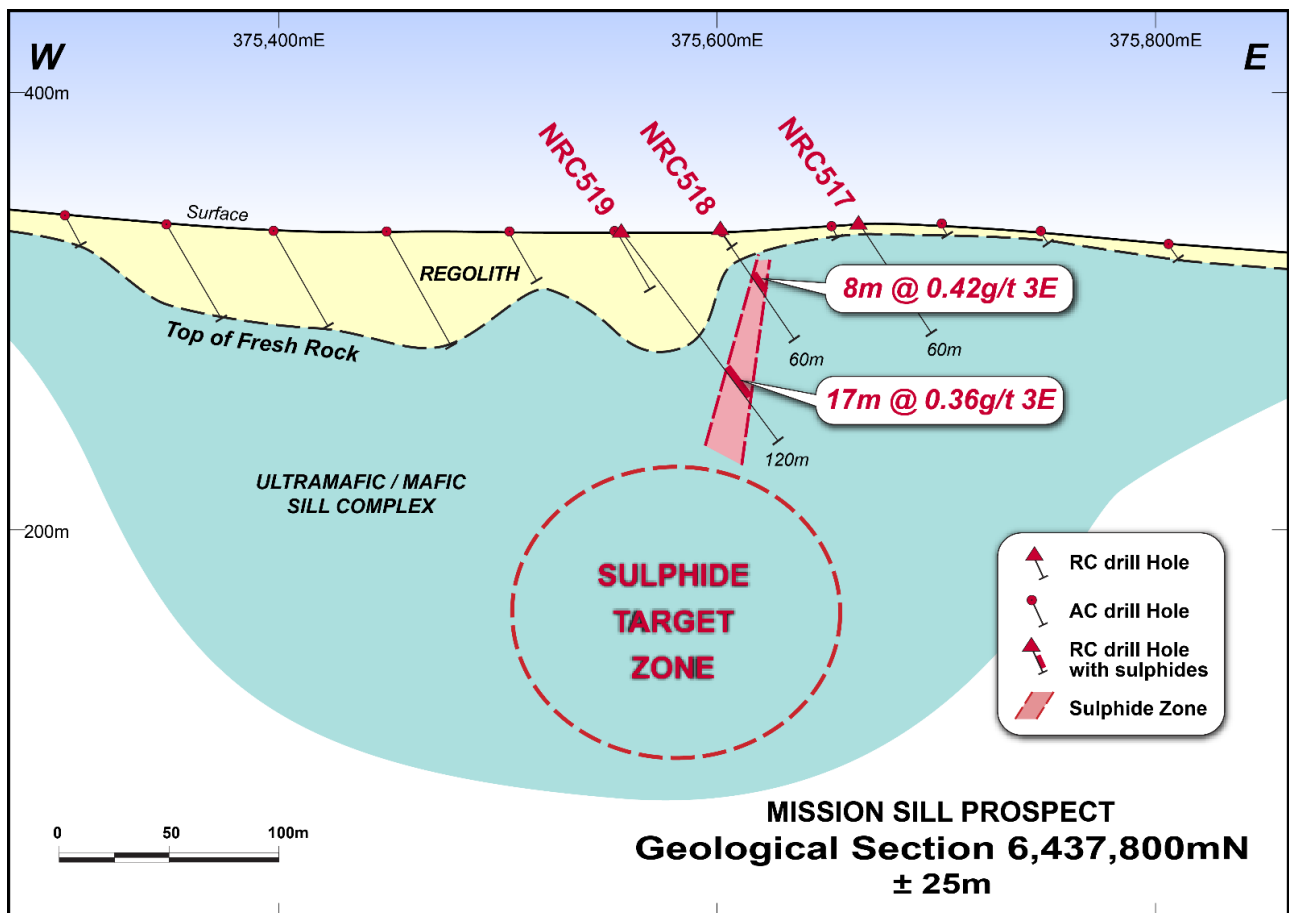 375,400mE
375,600mE
375,800mE
W
E
400m
NRC519
NRC518
NRC517
Surface
REGOLITH
8m @ 0.42g/t 3E
Top of Fresh Rock
60m
60m
17m @ 0.36g/t 3E
120m
ULTRAMAFIC / MAFIC
SILL COMPLEX
200m
SULPHIDE
TARGET
ZONE
RC drill Hole
AC drill Hole
RC drill Hole
with sulphides
Sulphide Zone
0 50 100m
MISSION SILL PROSPECT
Geological Section 6,437,800mN
± 25m